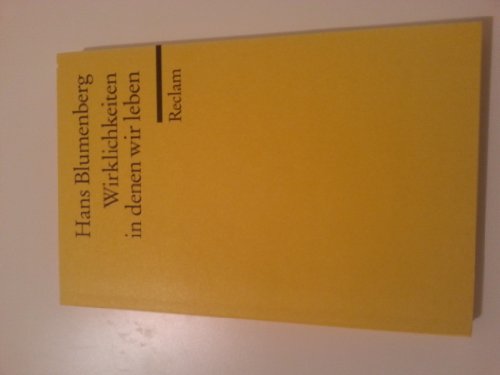 Hans Blumenberg
Wirklichkeiten
in denen wir leben
Reclam